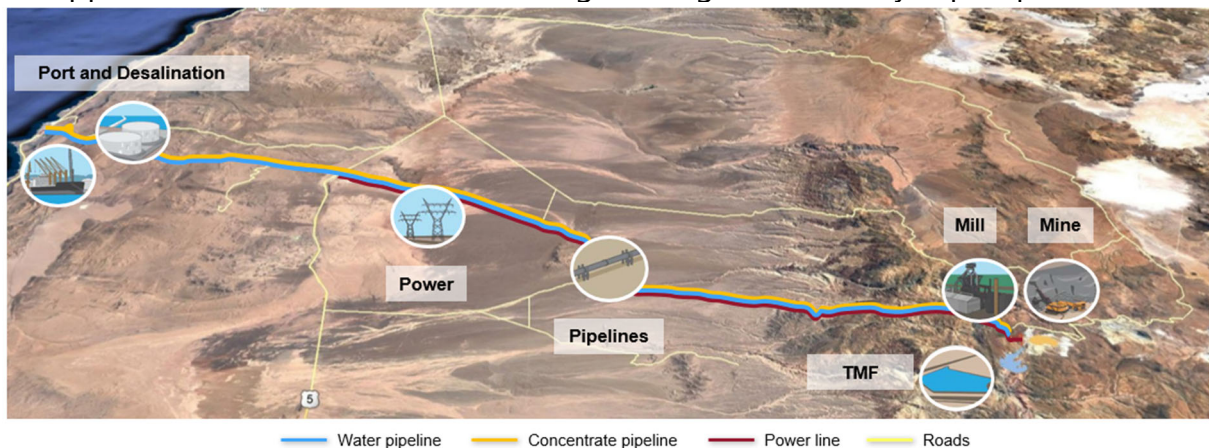 Port and Desalination
Mill
Mine
Power
Pipelines
TMF
5
Water pipeline
Concentrate pipeline
Power line
Roads